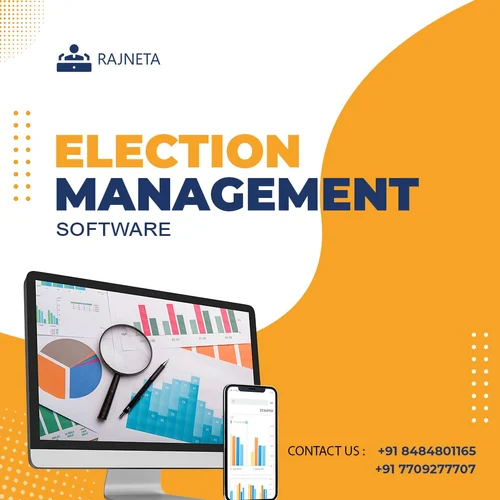 RAJNETA
ELECTION
MANAGEMENT
SOFTWARE
CONTACT US : +91 8484801165
+91 7709277707